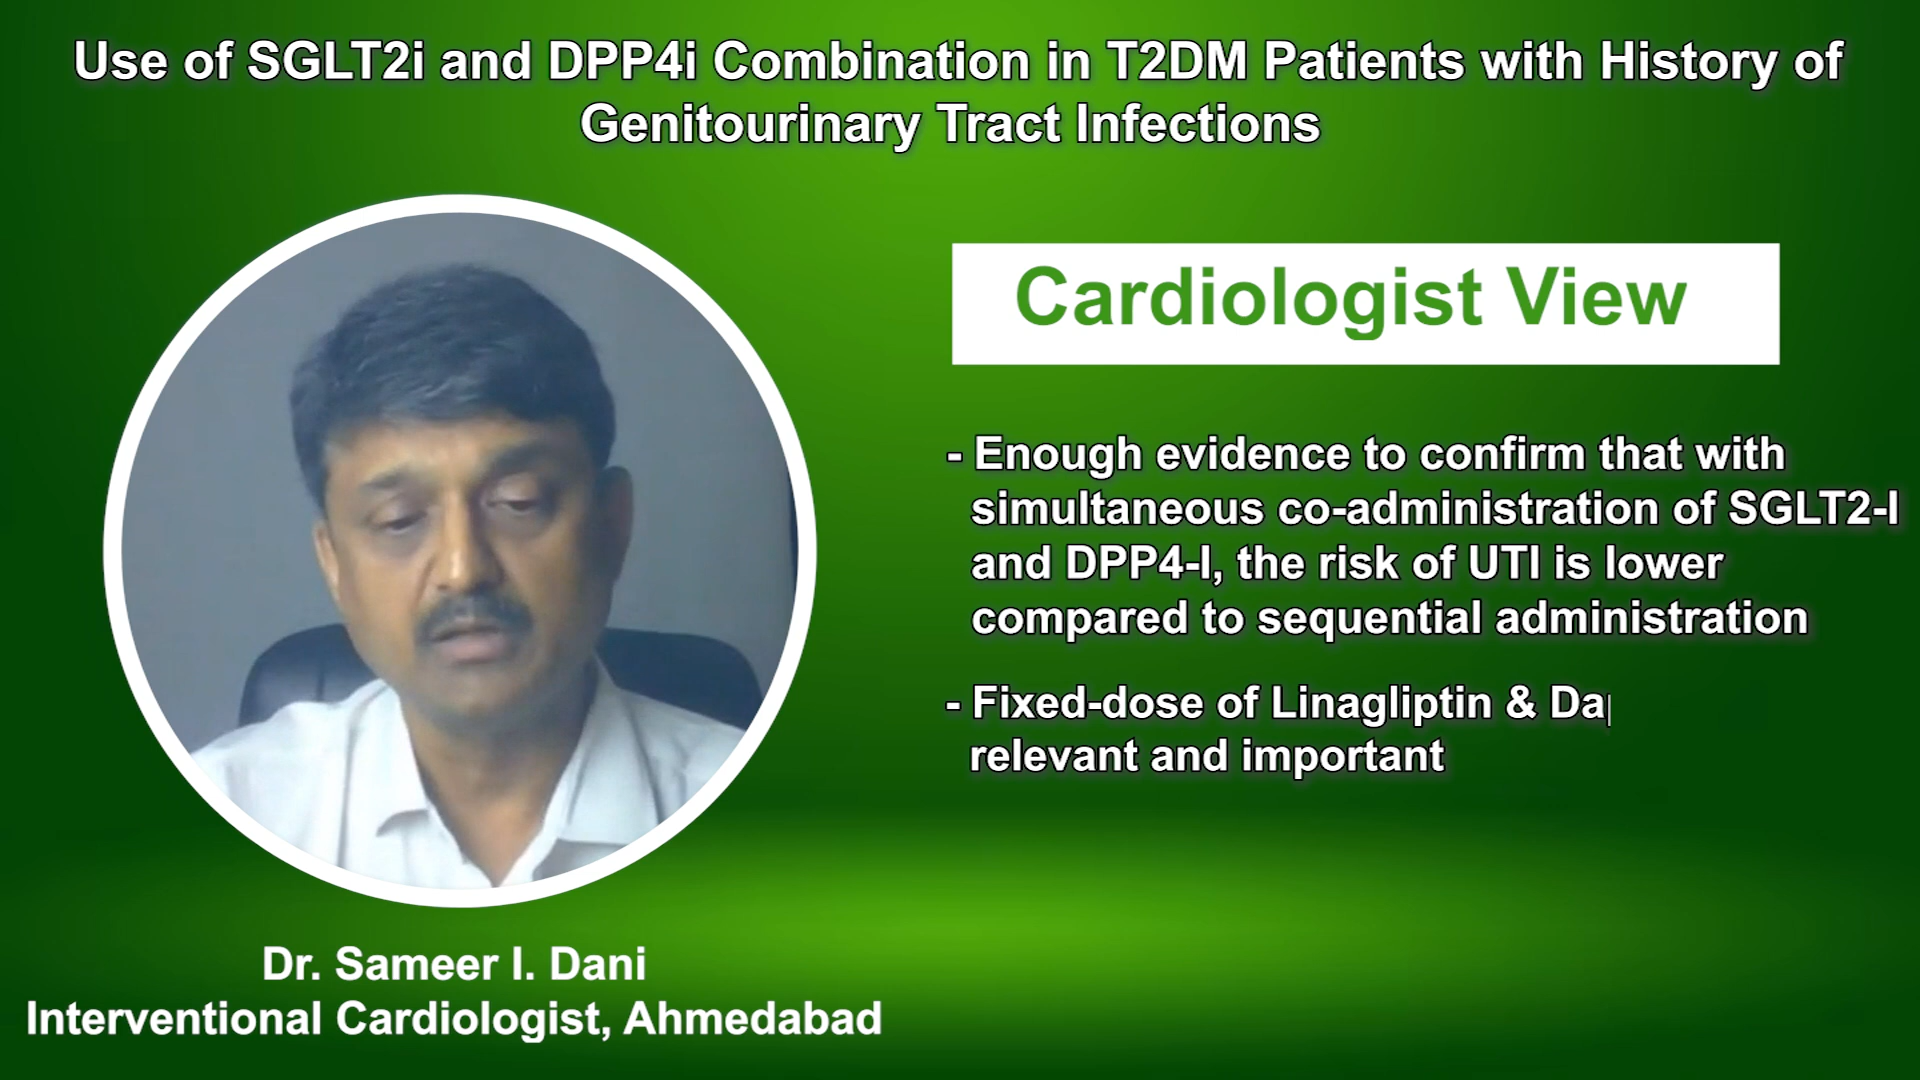 Use of SGLT2i and DPP4i Combination in T2DM Patients with History of
Genitourinary Tract Infections
Cardiologist View
- Enough evidence to confirm that with
simultaneous co-administration of SGLT2-I
and DPP4-I, the risk of UTI is lower
compared to sequential administration
- Fixed-dose of Linagliptin & Da
relevant and important
Dr. Sameer I. Dani
Interventional Cardiologist, Ahmedabad